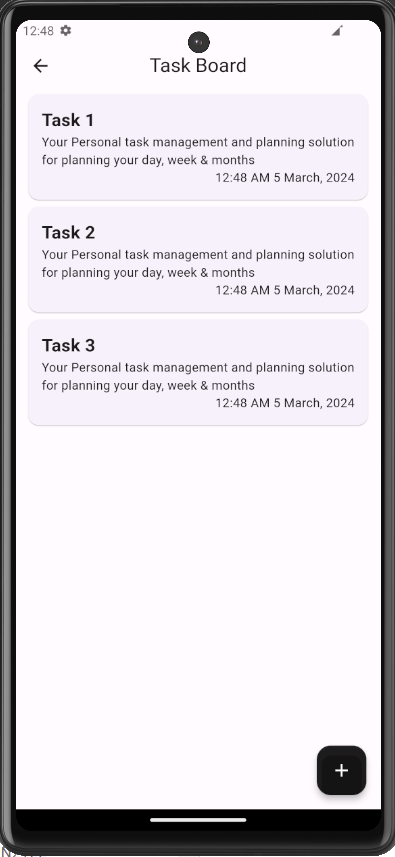 12:48
Task Board
Task 1
Your Personal task management and planning solution
for planning your day, week & months
12:48 AM 5 March, 2024
Task 2
Your Personal task management and planning solution
for planning your day, week & months
12:48 AM 5 March, 2024
Task 3
Your Personal task management and planning solution
for planning your day, week & months
12:48 AM 5 March, 2024
+